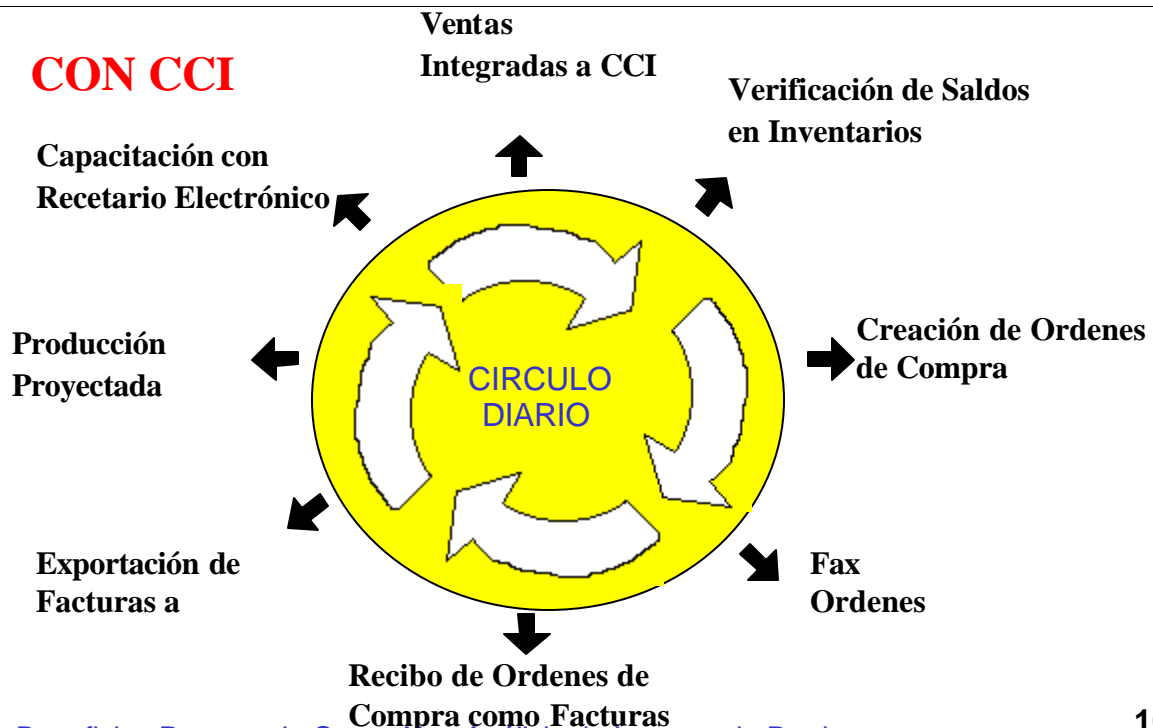 CON CCI
Ventas
Integradas a CCI
Verificación de Saldos
en Inventarios
Creación de Ordenes
de Compra
Fax
Ordenes
Recibo de Ordenes de
Compra como Facturas
Exportación de
Facturas a
Producción
Proyectada
Capacitación con
Recetario Electrónico
CIRCULO
DIARIO